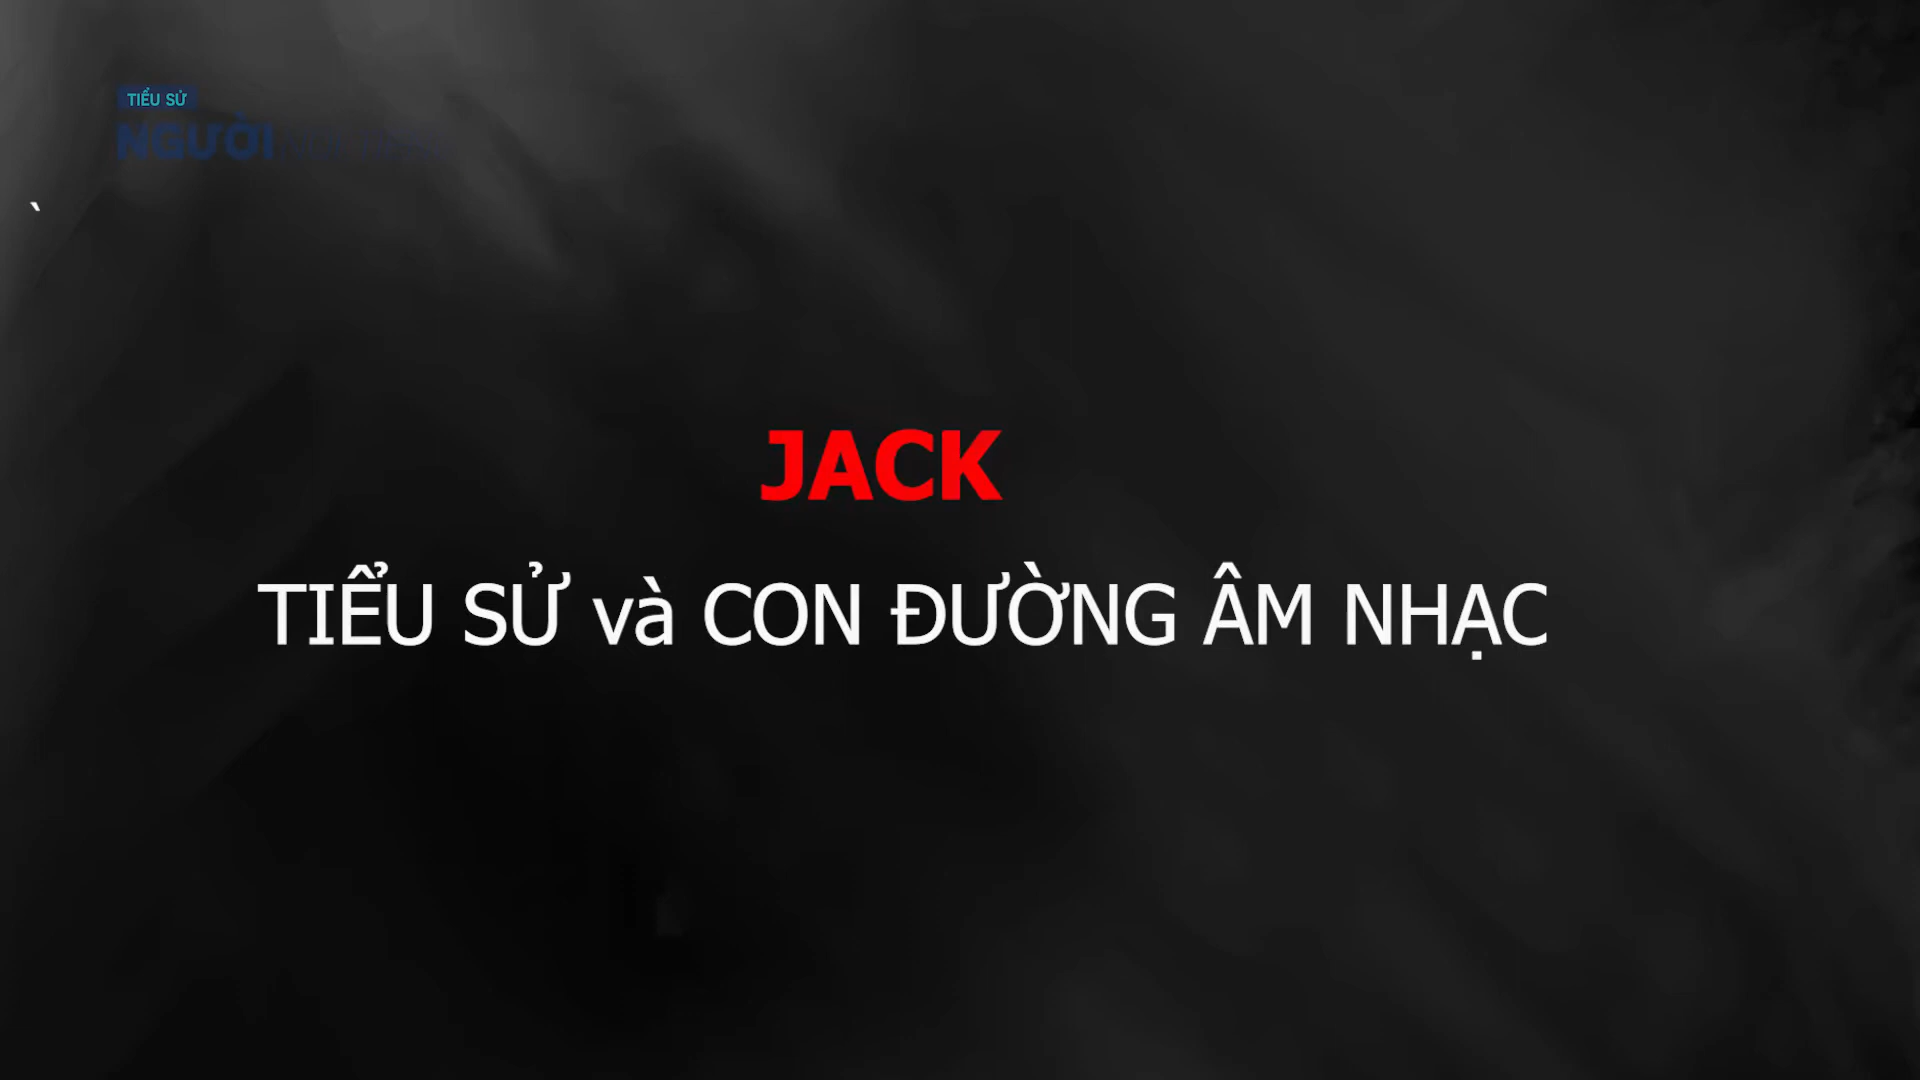 TIỂU SỬ
NGƯỜI
JACK
TIỂU SỬ và CON ĐƯỜNG ÂM NHẠC